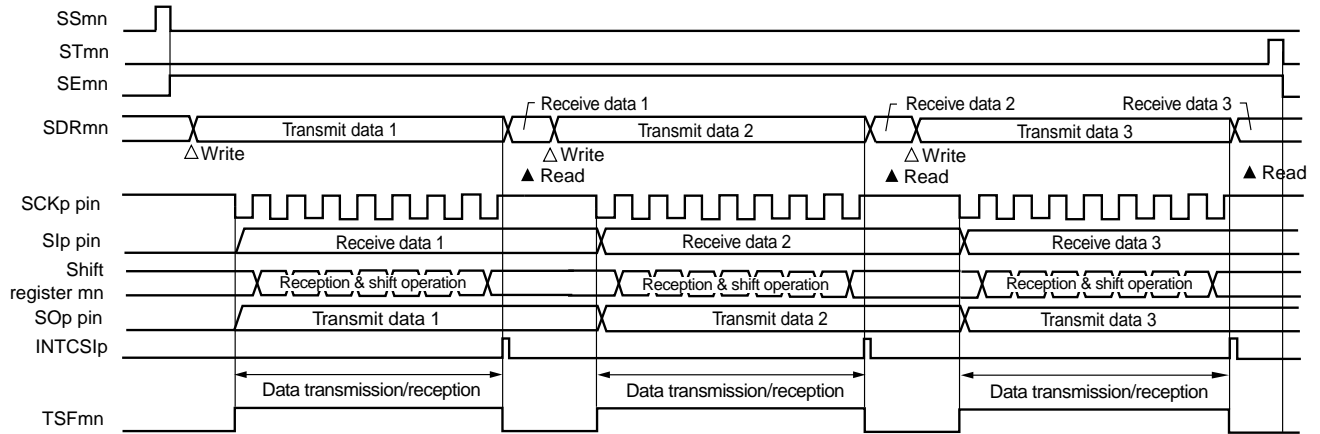 SSmn
STmn
SEmn
Receive data 1 Receive data 2 Receive data 3
SDRmn Transmit data 1 Transmit data 2 Transmit data 3
△Write △Write △Write
▲ Read ▲ Read ▲ Read
SCKp pin
SIp pin Receive data 1 Receive data 2 Receive data 3
Shift
register mn Reception & shift operation Reception & shift operation Reception & shift operation
SOp pin Transmit data 1 Transmit data 2 Transmit data 3
INTCSIp
Data transmission/reception Data transmission/reception Data transmission/reception
TSFmn